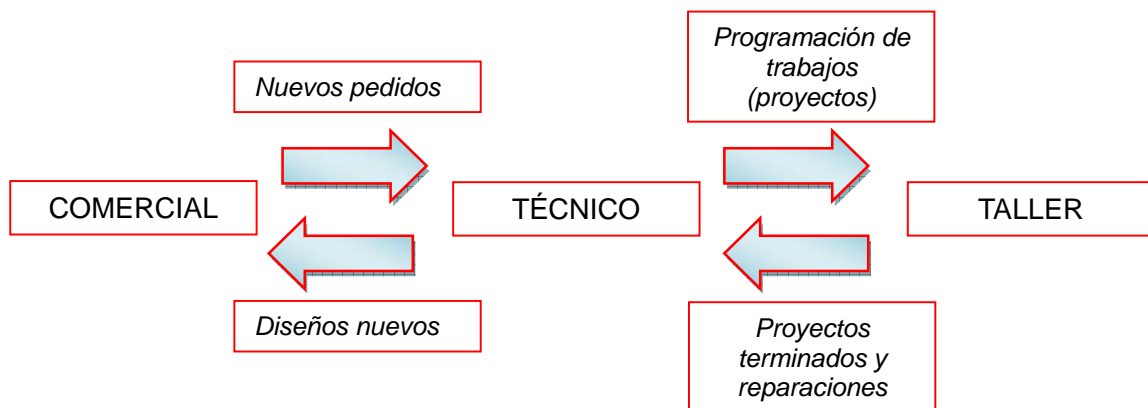 Nuevos pedidos
Programación de
trabajos
(proyectos)
COMERCIAL
TÉCNICO
TALLER
Diseños nuevos
Proyectos
terminados y
reparaciones